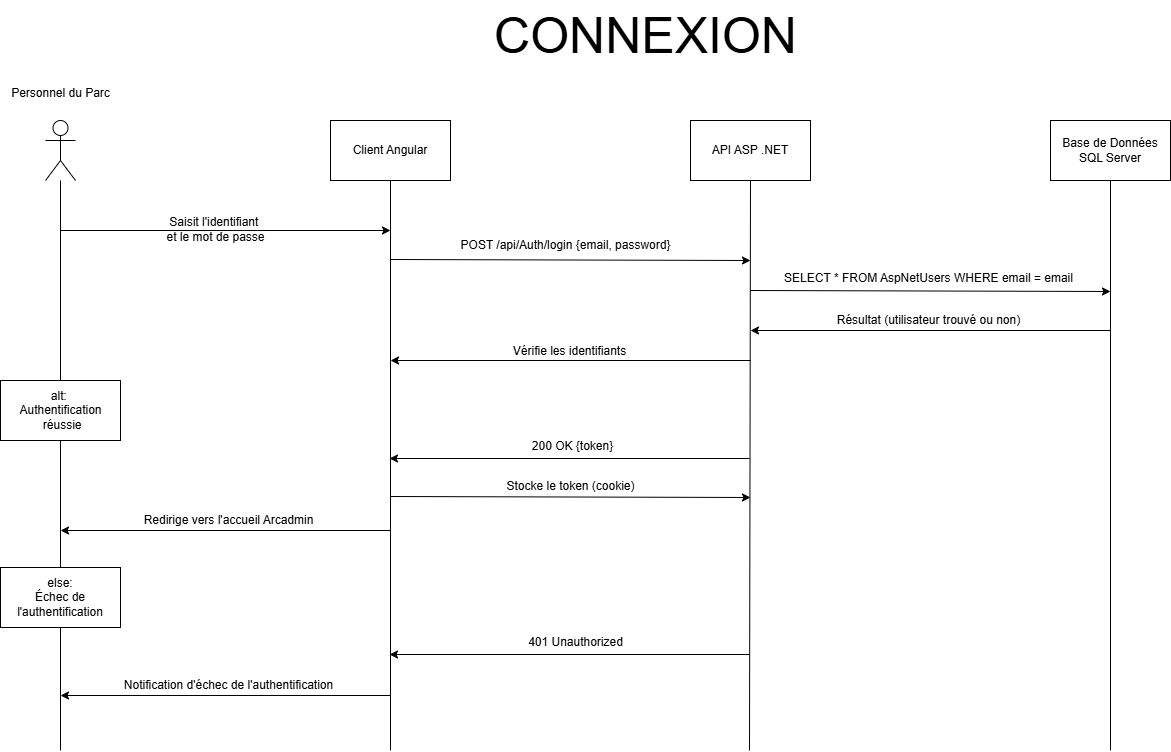 CONNEXION
Personnel du Parc
Client Angular
API ASP .NET
Base de Données
SQL Server
Saisit l'identifiant
et le mot de passe
POST /api/Auth/login {email, password}
SELECT * FROM AspNetUsers WHERE email = email
Résultat (utilisateur trouvé ou non)
Vérifie les identifiants
alt:
Authentification
réussie
200 OK {token}
Stocke le token (cookie)
Redirige vers l'accueil Arcadmin
else:
Échec de
l'authentification
401 Unauthorized
Notification d'échec de l'authentification